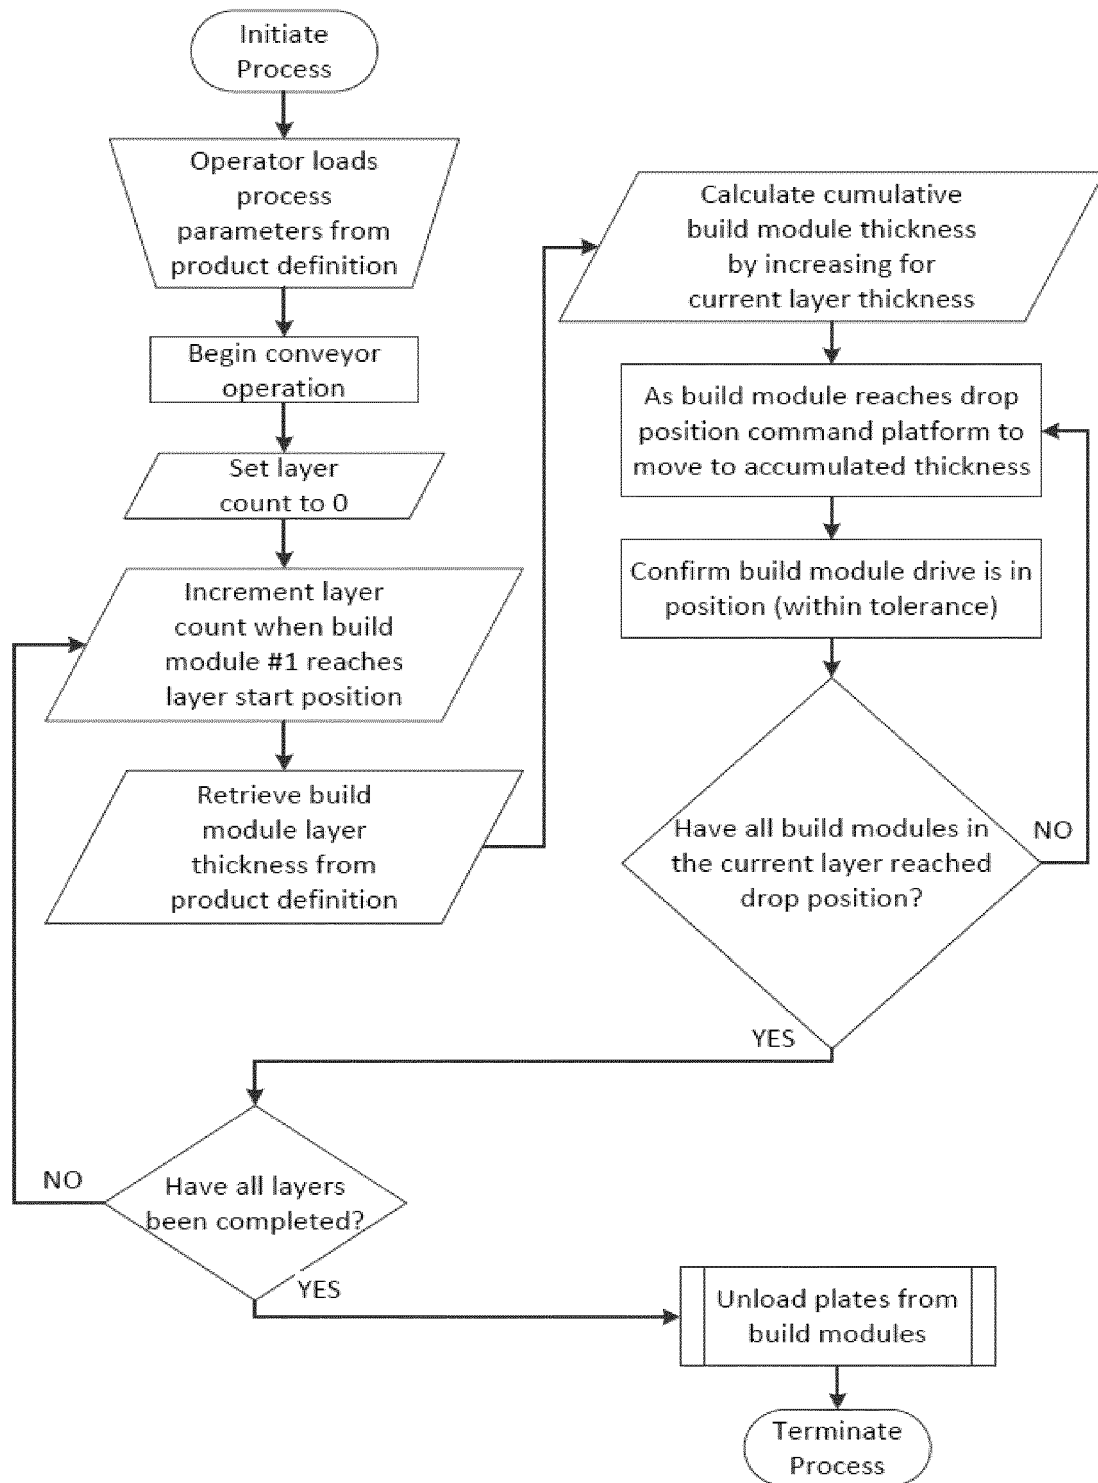 Initiate
Process
Operator loads
process
parameters from
product definition
Begin conveyor
operation
Set layer
count to 0
Increment layer
count when build
module #1 reaches
layer start position
Retrieve build
module layer
thickness from
product definition
Calculate cumulative
build module thickness
by increasing for
current layer thickness
As build module reaches drop
position command platform to
move to accumulated thickness
Confirm build module drive is in
position (within tolerance)
Have all build modules in
the current layer reached
drop position?
NO
YES
Have all layers
been completed?
NO
YES
Unload plates from
build modules
Terminate
Process